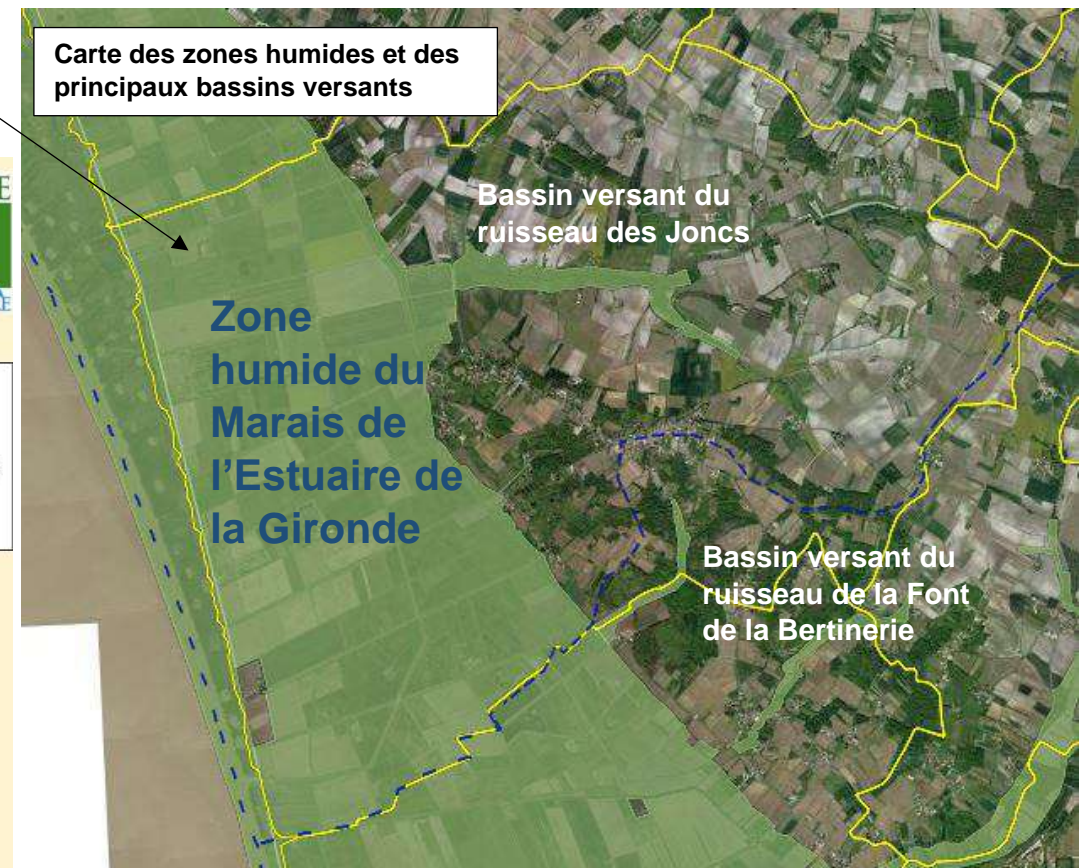 Carte des zones humides et des
principaux bassins versants
E
E
Bassin versant du
ruisseau des Joncs
Zone
humide du
Marais de
l’Estuaire de
la Gironde
Bassin versant du
ruisseau de la Font
de la Bertinerie